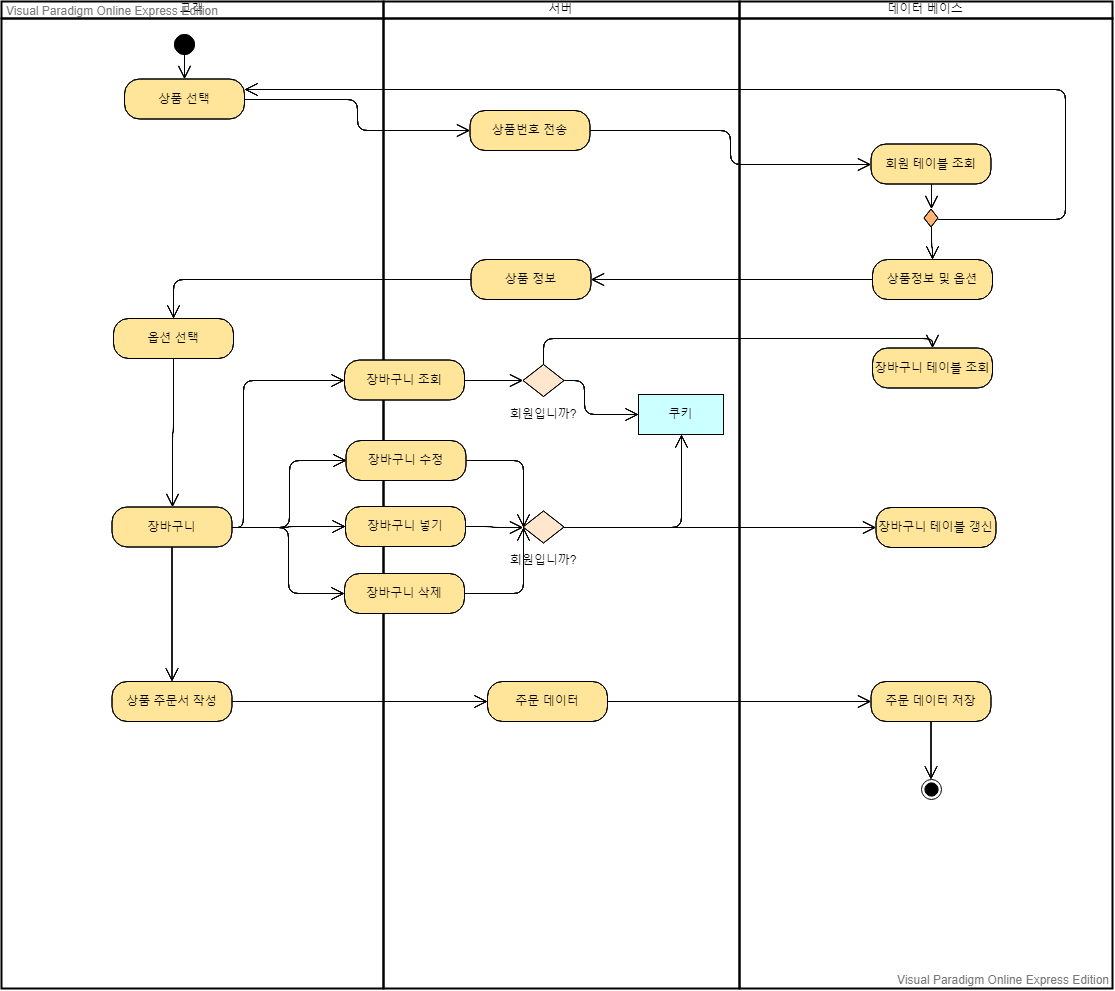 Visual Paradigm Online Express Edition
고객
서버
데이터 베이스
상품 선택
상품번호 전송
회원 테이블 조회
상품정보 및 옵션
상품 정보
옵션 선택
장바구니 조회
회원입니까?
장바구니 테이블 조회
쿠키
장바구니 수정
장바구니
장바구니 넣기
회원입니까?
장바구니 테이블 갱신
장바구니 삭제
상품 주문서 작성
주문 데이터
주문 데이터 저장
Visual Paradigm Online Express Edition